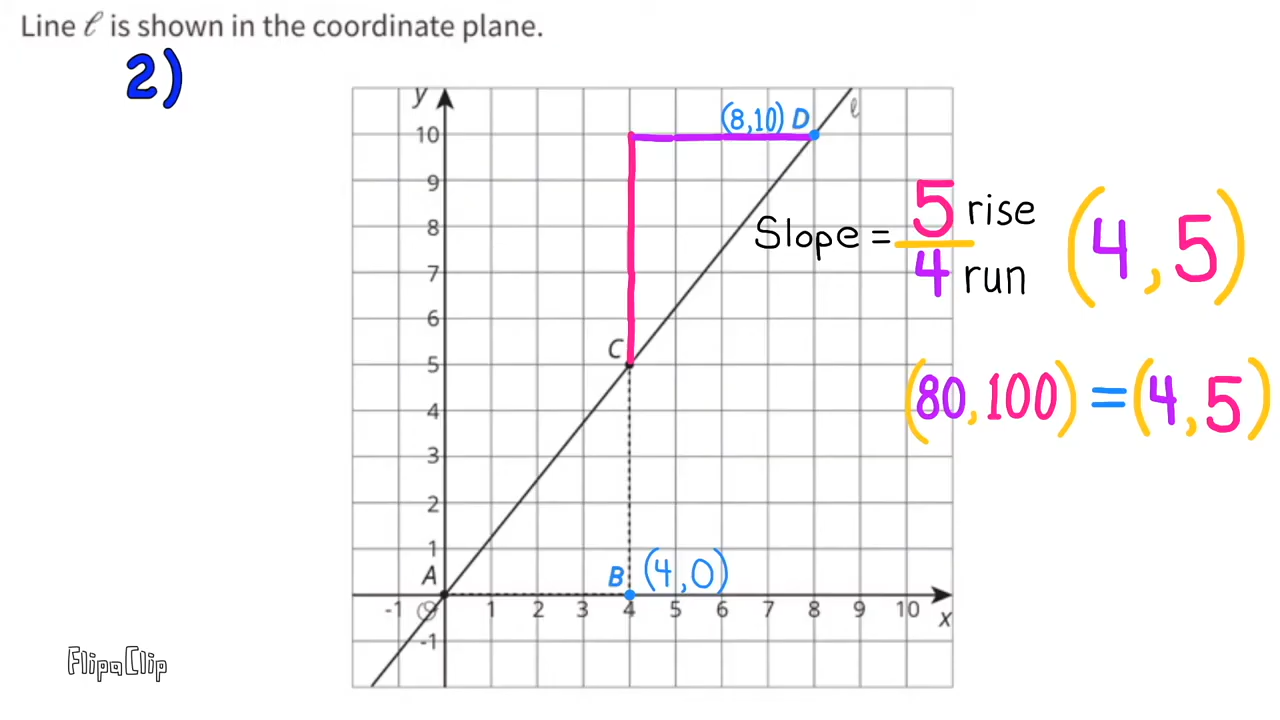 Line ℓ is shown in the coordinate plane.
2)
y
10
(8,10) D
ℓ
9
8
7
6
5
4
3
2
1
Slope = 5 rise
4 run
(4,5)
C
(80,100) = (4,5)
A
B (4,0)
-1 O 1 2 3 4 5 6 7 8 9 10 x
-1
FlipaClip